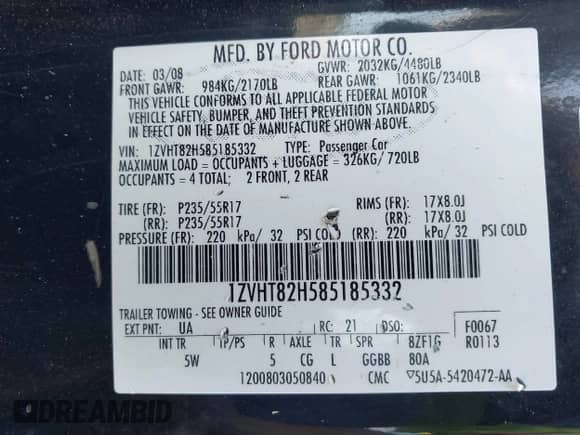 MFD. BY FORD MOTOR CO.
DATE: 03/08 GVWR: 2032KG/4480LB
FRONT GAWR: 984KG/2170LB REAR GAWR: 1061KG/2340LB
THIS VEHICLE CONFORMS TO ALL APPLICABLE FEDERAL MOTOR
VEHICLE SAFETY, BUMPER, AND THEFT PREVENTION STANDARDS
IN EFFECT ON THE DATE OF MANUFACTURE SHOWN ABOVE.
VIN: 1ZVHT82H585185332 TYPE: Passenger Car
MAXIMUM LOAD = OCCUPANTS + LUGGAGE = 326KG/720LB
OCCUPANTS = 4 TOTAL; 2 FRONT, 2 REAR
TIRE (FR): P235/55R17 RIMS (FR): 17X8.0J
(RR): P235/55R17 (RR): 17X8.0J
PRESSURE (FR): 220 kPa/ 32 PSI COLD (RR): 220 kPa/ 32 PSI COLD
1ZVHT82H585185332
TRAILER TOWING - SEE OWNER GUIDE
EXT PNT: UA RC: 21 DSO: F0067
INT TR TP/PS R AXLE TR SPR 8ZF1G R0113
5W 5 CG L GGBB 80A
1200803050840 CMC ▽5U5A-5420472-AA
DREAMBID